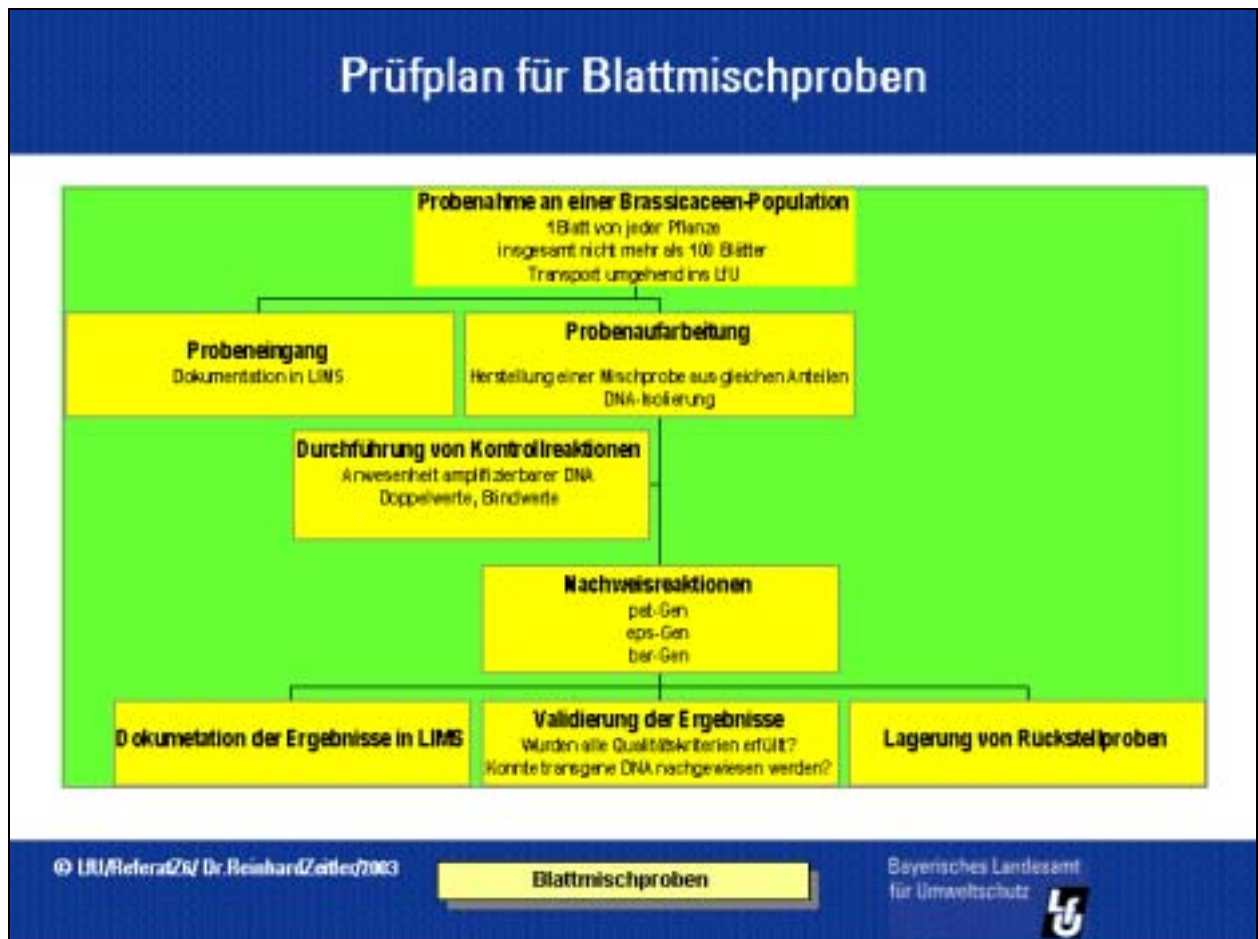 Prüfplan für Blattmischproben
Probenahme an einer Brassicaceen-Population
1Blatt von jeder Pflanze
insgesamt nicht mehr als 100 Blätter
Transport umgehend ins LfU
Probeneingang
Dokumentation in LIMS
Probenaufarbeitung
Herstellung einer Mischprobe aus gleichen Anteilen
DNA-Isolierung
Durchführung von Kontrollreaktionen
Anwesenheit amplifizierbarer DNA
Doppelwerte, Blindwerte
Nachweisreaktionen
pat-Gen
eps-Gen
bar-Gen
Dokumetation der Ergebnisse in LIMS
Validierung der Ergebnisse
Wurden alle Qualitätskriterien erfüllt?
Konnte transgene DNA nachgewiesen werden?
Lagerung von Rückstellproben
© LfU/ReferatZ6/ Dr.ReinhardZeitler/2003
Blattmischproben
Bayerisches Landesamt
für Umweltschutz
LfU